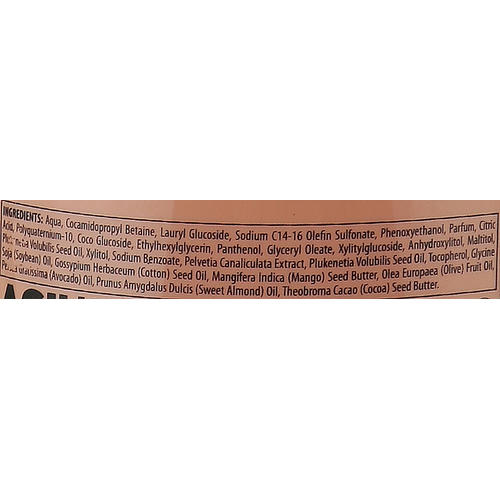 INGREDIENTS: Aqua, Cocamidopropyl Betaine, Lauryl Glucoside, Sodium C14-16 Olefin Sulfonate, Phenoxyethanol, Parfum, Citric
Acid, Polyquaternium-10, Coco Glucoside, Ethylhexylglycerin, Panthenol, Glyceryl Oleate, Xylitylglucoside, Anhydroxylitol, Maltitol,
Volubilis Seed Oil, Xylitol, Sodium Benzoate, Pelvetia Canaliculata Extract, Plukenetia Volubilis Seed Oil, Tocopherol, Glycine
Soja (Soybean) Oil, Gossypium Herbaceum (Cotton) Seed Oil, Mangifera Indica (Mango) Seed Butter, Olea Europaea (Olive) Fruit Oil,
(Avocado) Oil, Prunus Amygdalus Dulcis (Sweet Almond) Oil, Theobroma Cacao (Cocoa) Seed Butter.